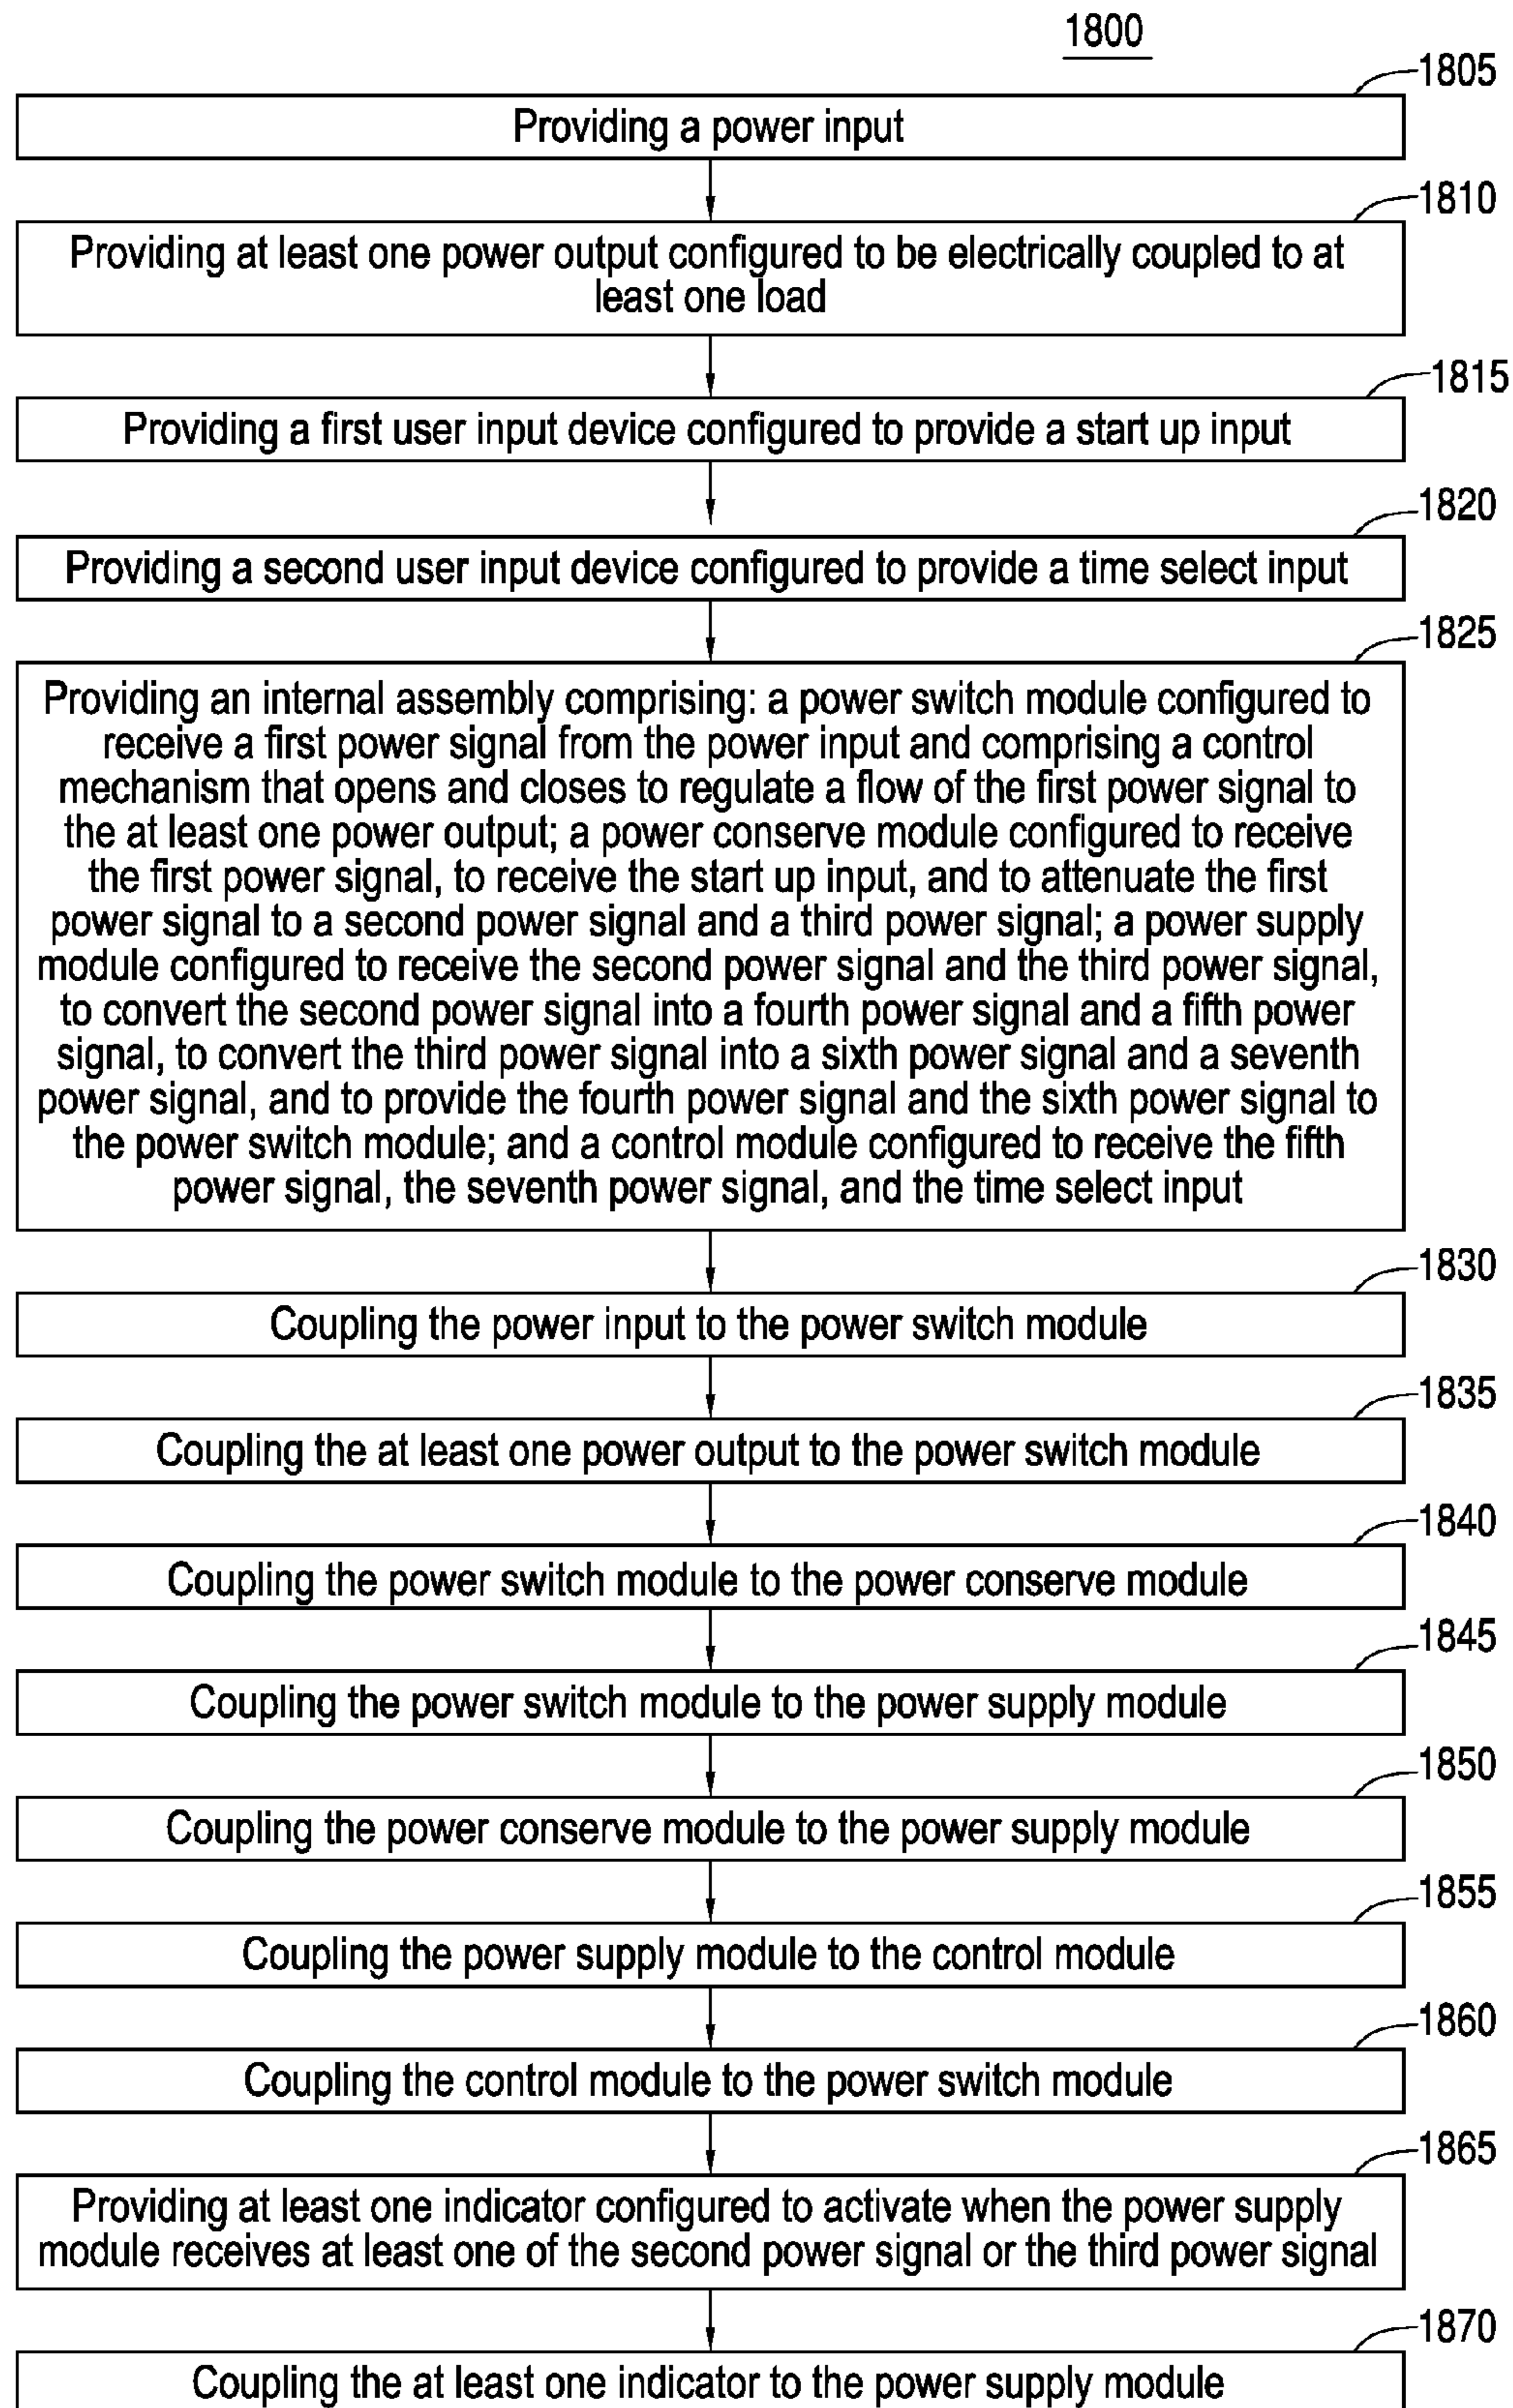 1800
1805
Providing a power input
1810
Providing at least one power output configured to be electrically coupled to at
least one load
1815
Providing a first user input device configured to provide a start up input
1820
Providing a second user input device configured to provide a time select input
1825
Providing an internal assembly comprising: a power switch module configured to
receive a first power signal from the power input and comprising a control
mechanism that opens and closes to regulate a flow of the first power signal to
the at least one power output; a power conserve module configured to receive
the first power signal, to receive the start up input, and to attenuate the first
power signal to a second power signal and a third power signal; a power supply
module configured to receive the second power signal and the third power signal,
to convert the second power signal into a fourth power signal and a fifth power
signal, to convert the third power signal into a sixth power signal and a seventh
power signal, and to provide the fourth power signal and the sixth power signal to
the power switch module; and a control module configured to receive the fifth
power signal, the seventh power signal, and the time select input
1830
Coupling the power input to the power switch module
1835
Coupling the at least one power output to the power switch module
1840
Coupling the power switch module to the power conserve module
1845
Coupling the power switch module to the power supply module
1850
Coupling the power conserve module to the power supply module
1855
Coupling the power supply module to the control module
1860
Coupling the control module to the power switch module
1865
Providing at least one indicator configured to activate when the power supply
module receives at least one of the second power signal or the third power signal
1870
Coupling the at least one indicator to the power supply module